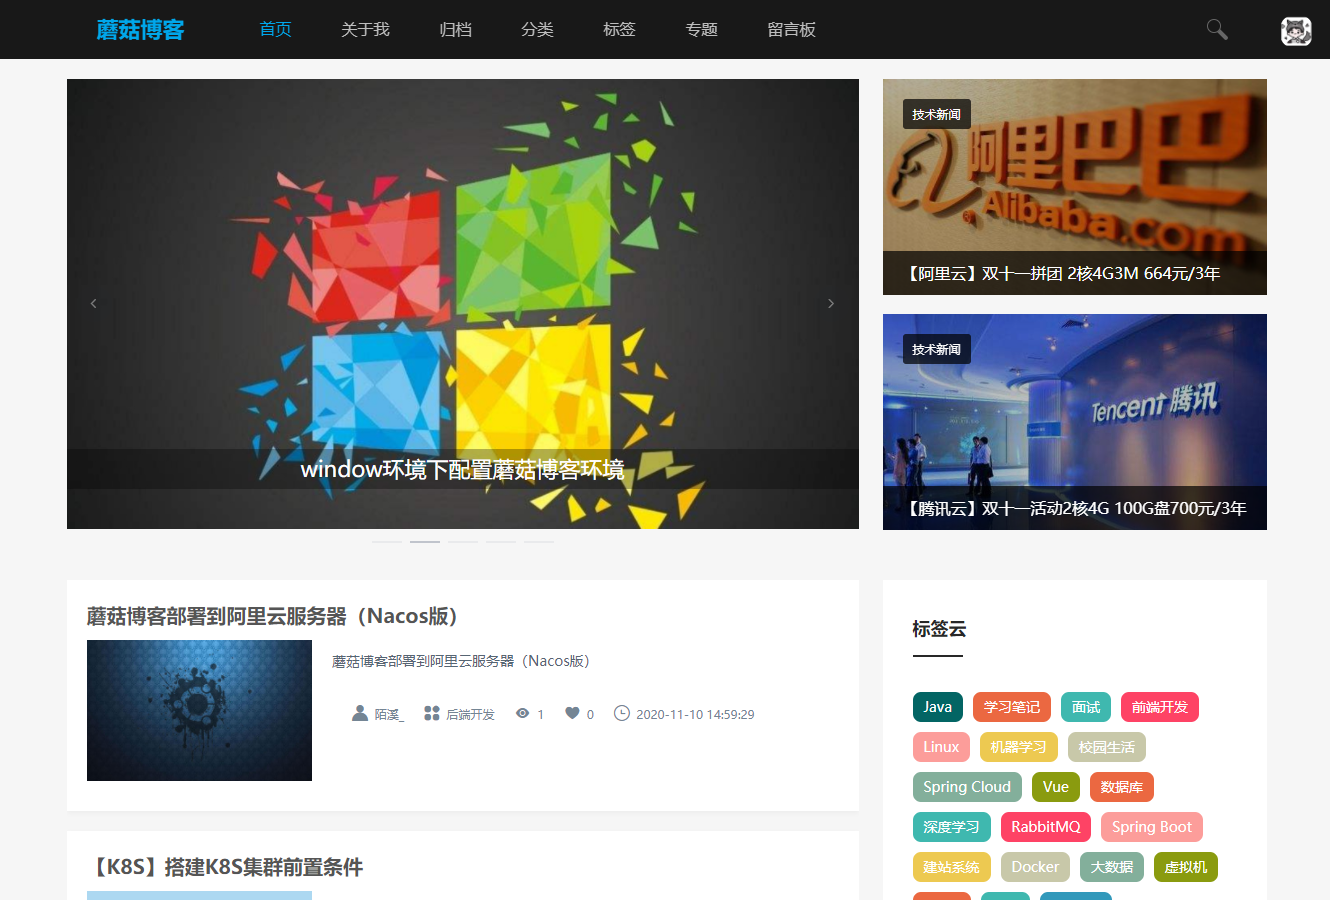 蘑菇博客 首页 关于我 归档 分类 标签 专题 留言板
window环境下配置蘑菇博客环境
技术新闻
阿里巴巴
Alibaba.com
【阿里云】双十一拼团 2核4G3M 664元/3年
技术新闻
Tencent 腾讯
【腾讯云】双十一活动2核4G 100G盘700元/3年
蘑菇博客部署到阿里云服务器（Nacos版）
蘑菇博客部署到阿里云服务器（Nacos版）
陌溪_ 后端开发 1 0 2020-11-10 14:59:29
【K8S】搭建K8S集群前置条件
标签云
Java 学习笔记 面试 前端开发
Linux 机器学习 校园生活
Spring Cloud Vue 数据库
深度学习 RabbitMQ Spring Boot
建站系统 Docker 大数据 虚拟机